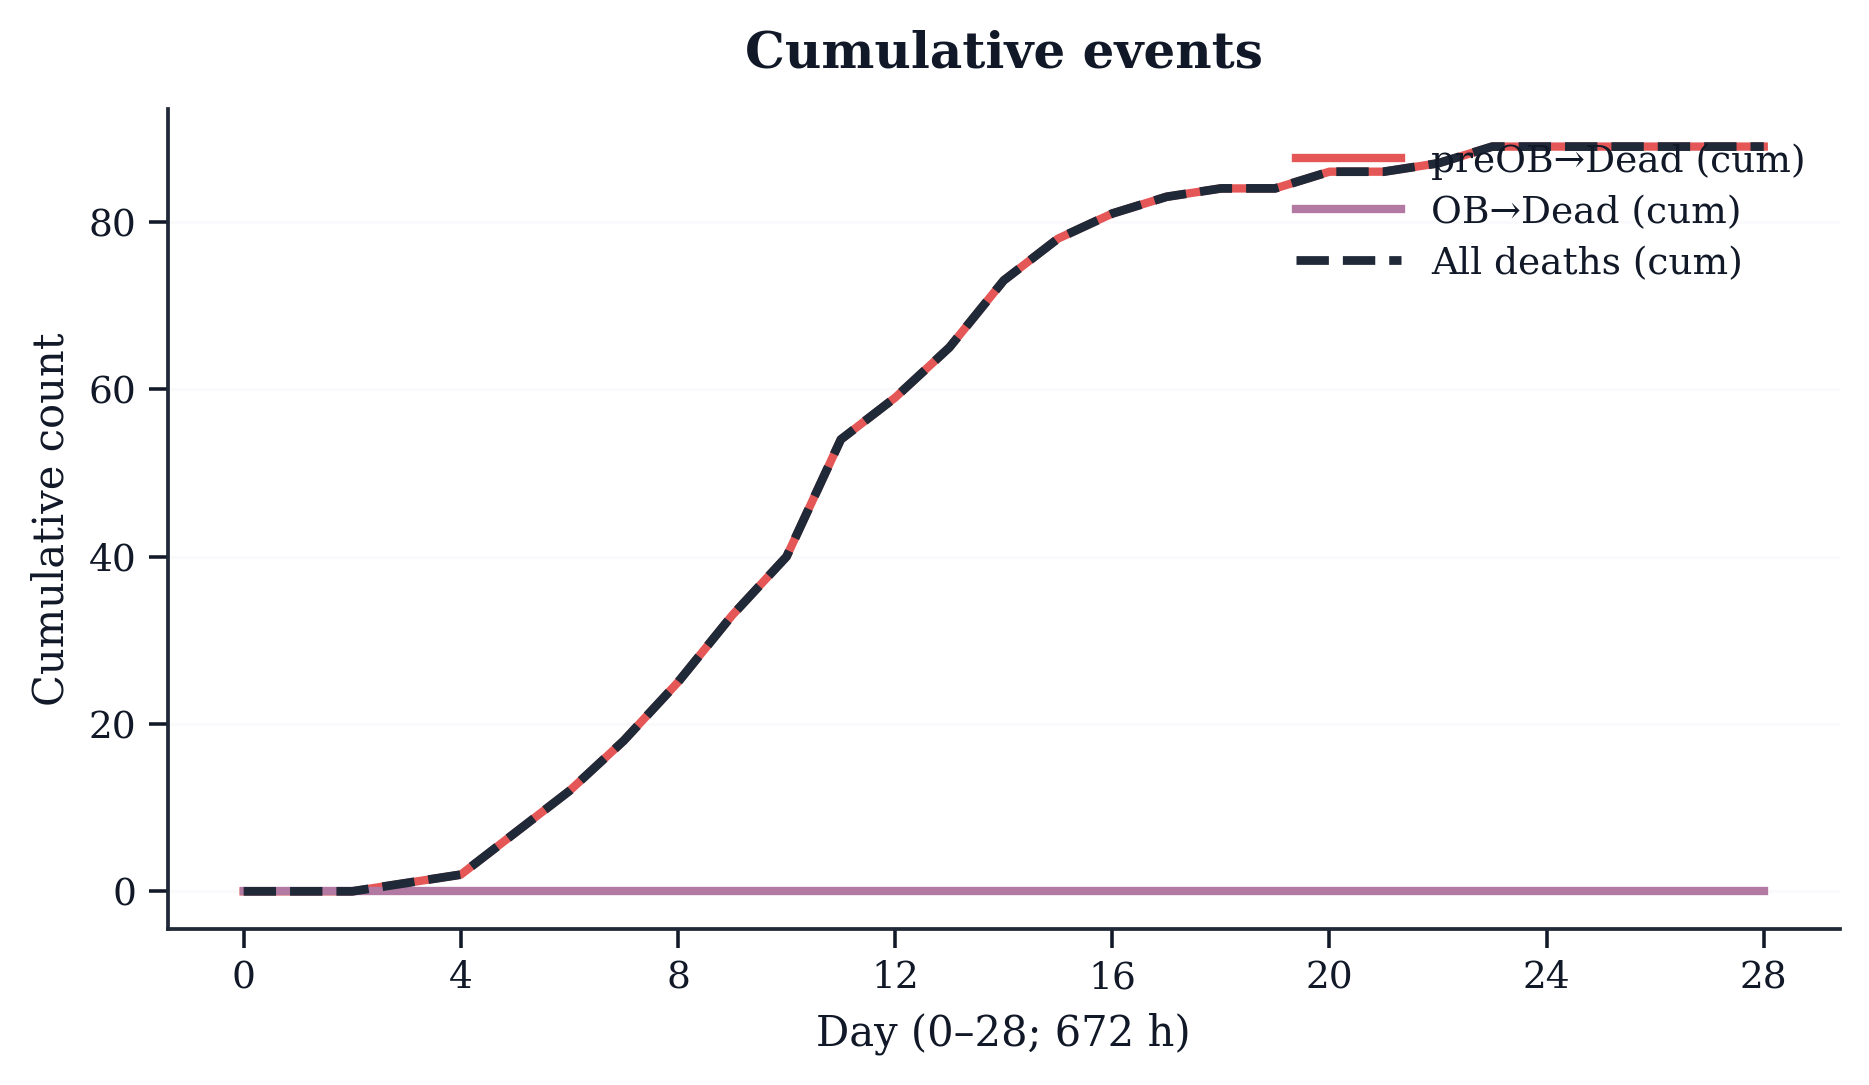 Cumulative events
preOB→Dead (cum)
OB→Dead (cum)
All deaths (cum)
Cumulative count
80
60
40
20
0
0 4 8 12 16 20 24 28
Day (0–28; 672 h)